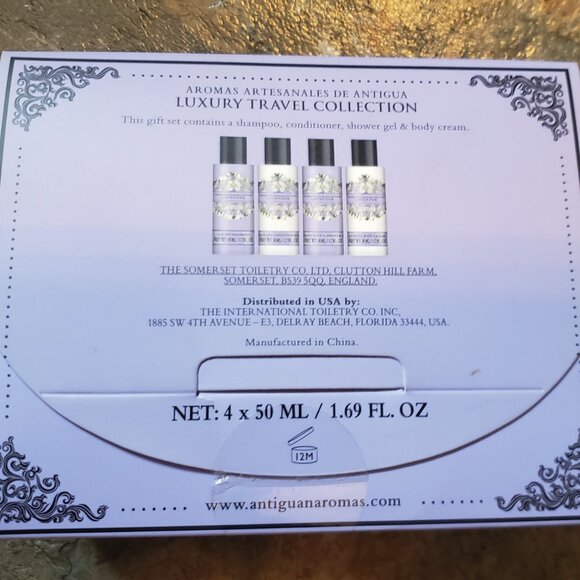 AROMAS ARTESANALES DE ANTIGUA
LUXURY TRAVEL COLLECTION
This gift set contains a shampoo, conditioner, shower gel & body cream.
THE SOMERSET TOILETRY CO. LTD, CLUTTON HILL FARM,
SOMERSET, BS39 5QQ, ENGLAND.
Distributed in USA by:
THE INTERNATIONAL TOILETRY CO. INC,
1885 SW 4TH AVENUE – E3, DELRAY BEACH, FLORIDA 33444, USA.
Manufactured in China.
NET: 4 x 50 ML / 1.69 FL. OZ
12M
www.antiguanaromas.com